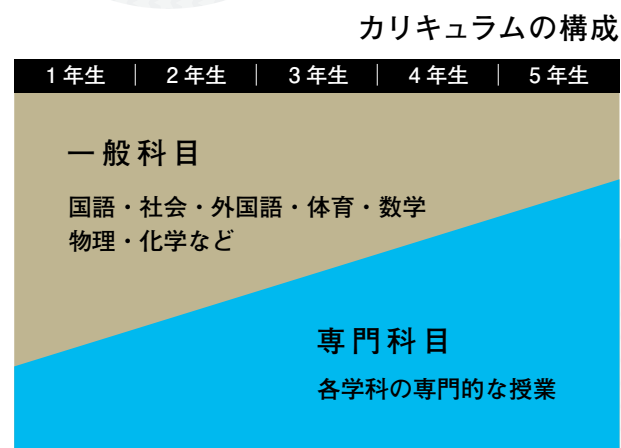 カリキュラムの構成
1年生 | 2年生 | 3年生 | 4年生 | 5年生
一般科目
国語・社会・外国語・体育・数学
物理・化学など
専門科目
各学科の専門的な授業